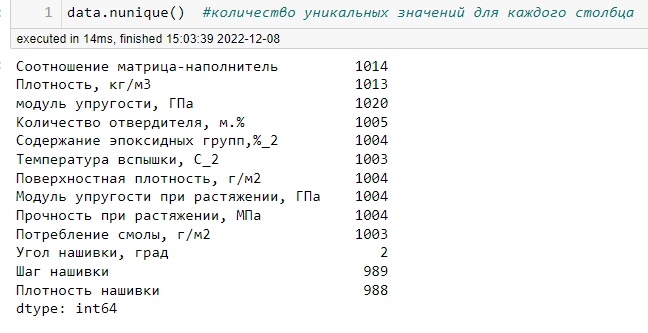 1 data.nunique() #количество уникальных значений для каждого столбца
executed in 14ms, finished 15:03:39 2022-12-08
Соотношение матрица-наполнитель 1014
Плотность, кг/м3 1013
модуль упругости, ГПа 1020
Количество отвердителя, м.% 1005
Содержание эпоксидных групп,%_2 1004
Температура вспышки, С_2 1003
Поверхностная плотность, г/м2 1004
Модуль упругости при растяжении, ГПа 1004
Прочность при растяжении, МПа 1004
Потребление смолы, г/м2 1003
Угол нашивки, град 2
Шаг нашивки 989
Плотность нашивки 988
dtype: int64